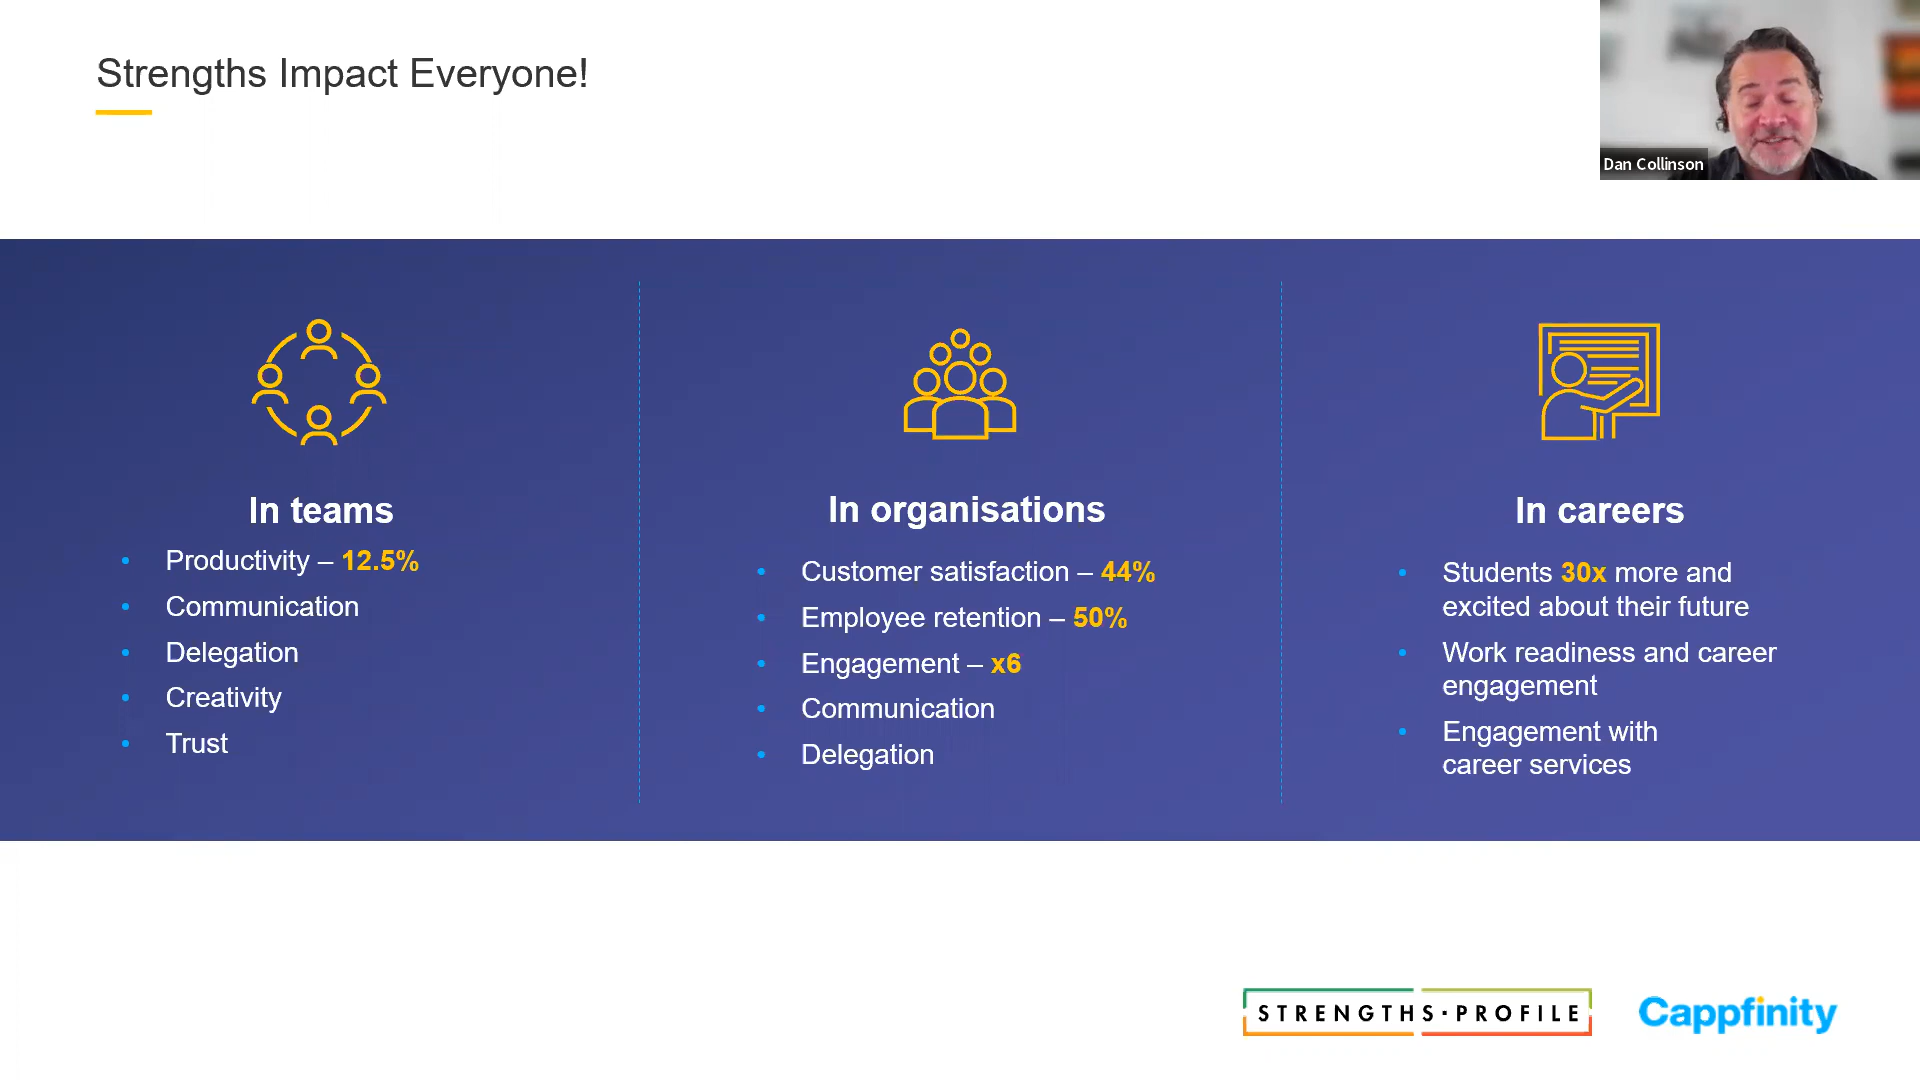 Strengths Impact Everyone!
Dan Collinson
In teams
• Productivity – 12.5%
• Communication
• Delegation
• Creativity
• Trust
In organisations
• Customer satisfaction – 44%
• Employee retention – 50%
• Engagement – x6
• Communication
• Delegation
In careers
• Students 30x more and
excited about their future
• Work readiness and career
engagement
• Engagement with
career services
STRENGTHS·PROFILE
Cappfinity